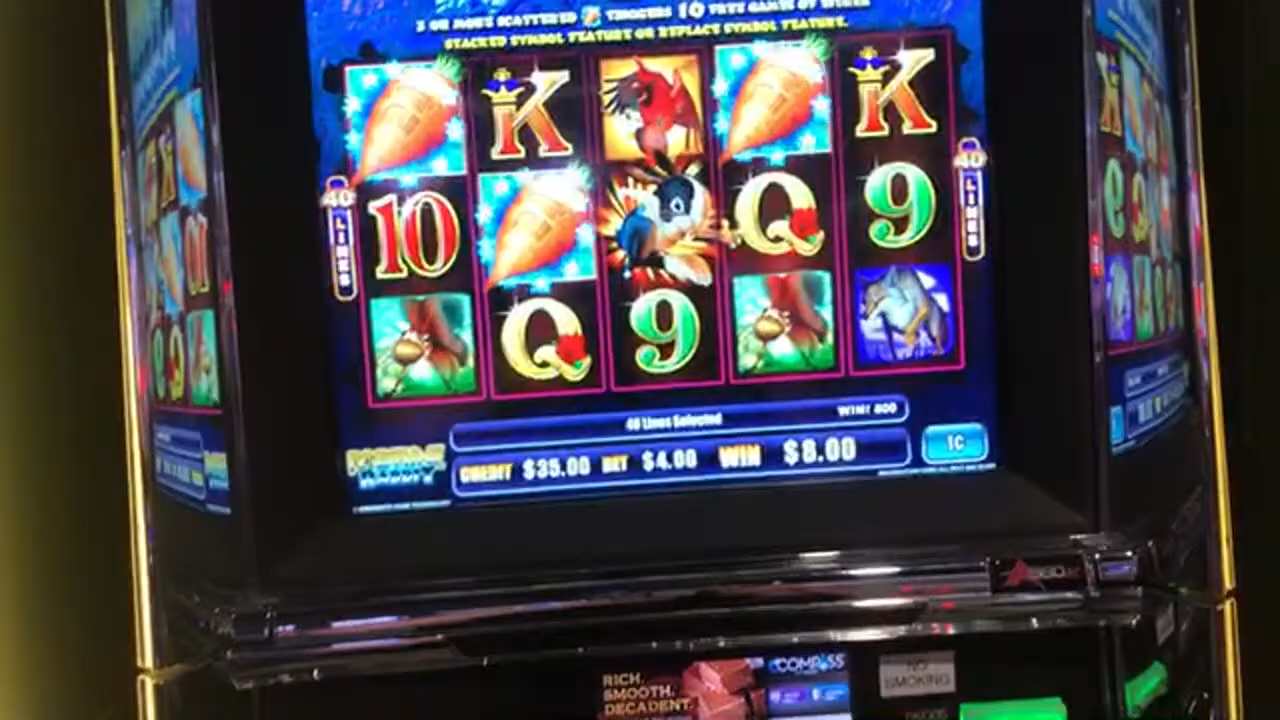 3 OR MORE SCATTERED TRIGGERS 10 FREE GAMES OF EITHER
STACKED SYMBOL FEATURE OR REPLACE SYMBOL FEATURE.
K K
10 Q 9
Q 9
40 LINES
40 LINES
40 Lines Selected WIN: 800
CREDIT $35.00 BET $4.00 WIN $8.00
1C
RICH.
SMOOTH.
DECADENT.
COMPASS
NO
SMOKING